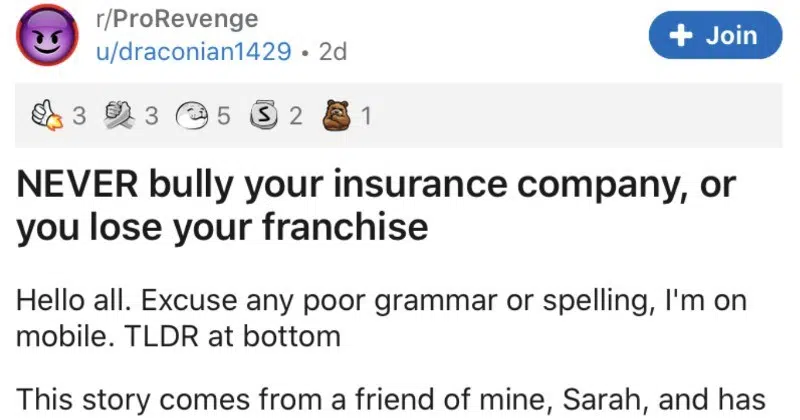 r/ProRevenge
u/draconian1429 • 2d
Join
3 3 5 S 2 1
NEVER bully your insurance company, or
you lose your franchise
Hello all. Excuse any poor grammar or spelling, I'm on
mobile. TLDR at bottom
This story comes from a friend of mine, Sarah, and has